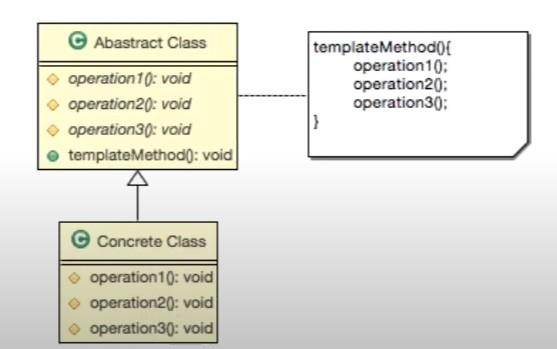 C Abastract Class
operation1(): void
operation2(): void
operation3(): void
templateMethod(): void
templateMethod(){
operation1();
operation2();
operation3();
}
C Concrete Class
operation1(): void
operation2(): void
operation3(): void